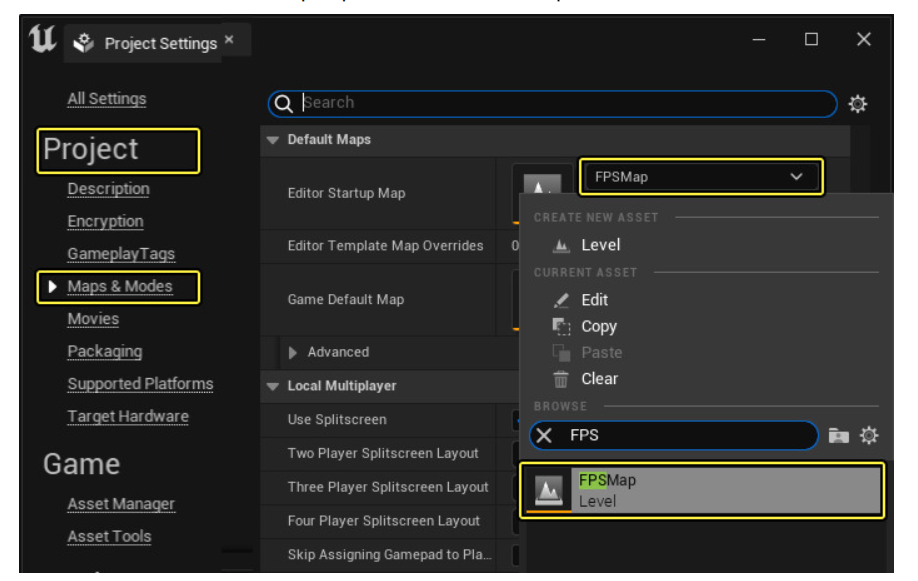 Project Settings
All Settings
Search
Project
Default Maps
Description
Editor Startup Map
FPSMap
Encryption
CREATE NEW ASSET
GameplayTags
Editor Template Map Overrides
0
Level
Maps & Modes
CURRENT ASSET
Game Default Map
Edit
Movies
Copy
Packaging
Advanced
Paste
Supported Platforms
Local Multiplayer
Clear
Target Hardware
Use Splitscreen
BROWSE
FPS
Game
Two Player Splitscreen Layout
Asset Manager
Three Player Splitscreen Layout
FPSMap
Level
Asset Tools
Four Player Splitscreen Layout
Skip Assigning Gamepad to Pla...